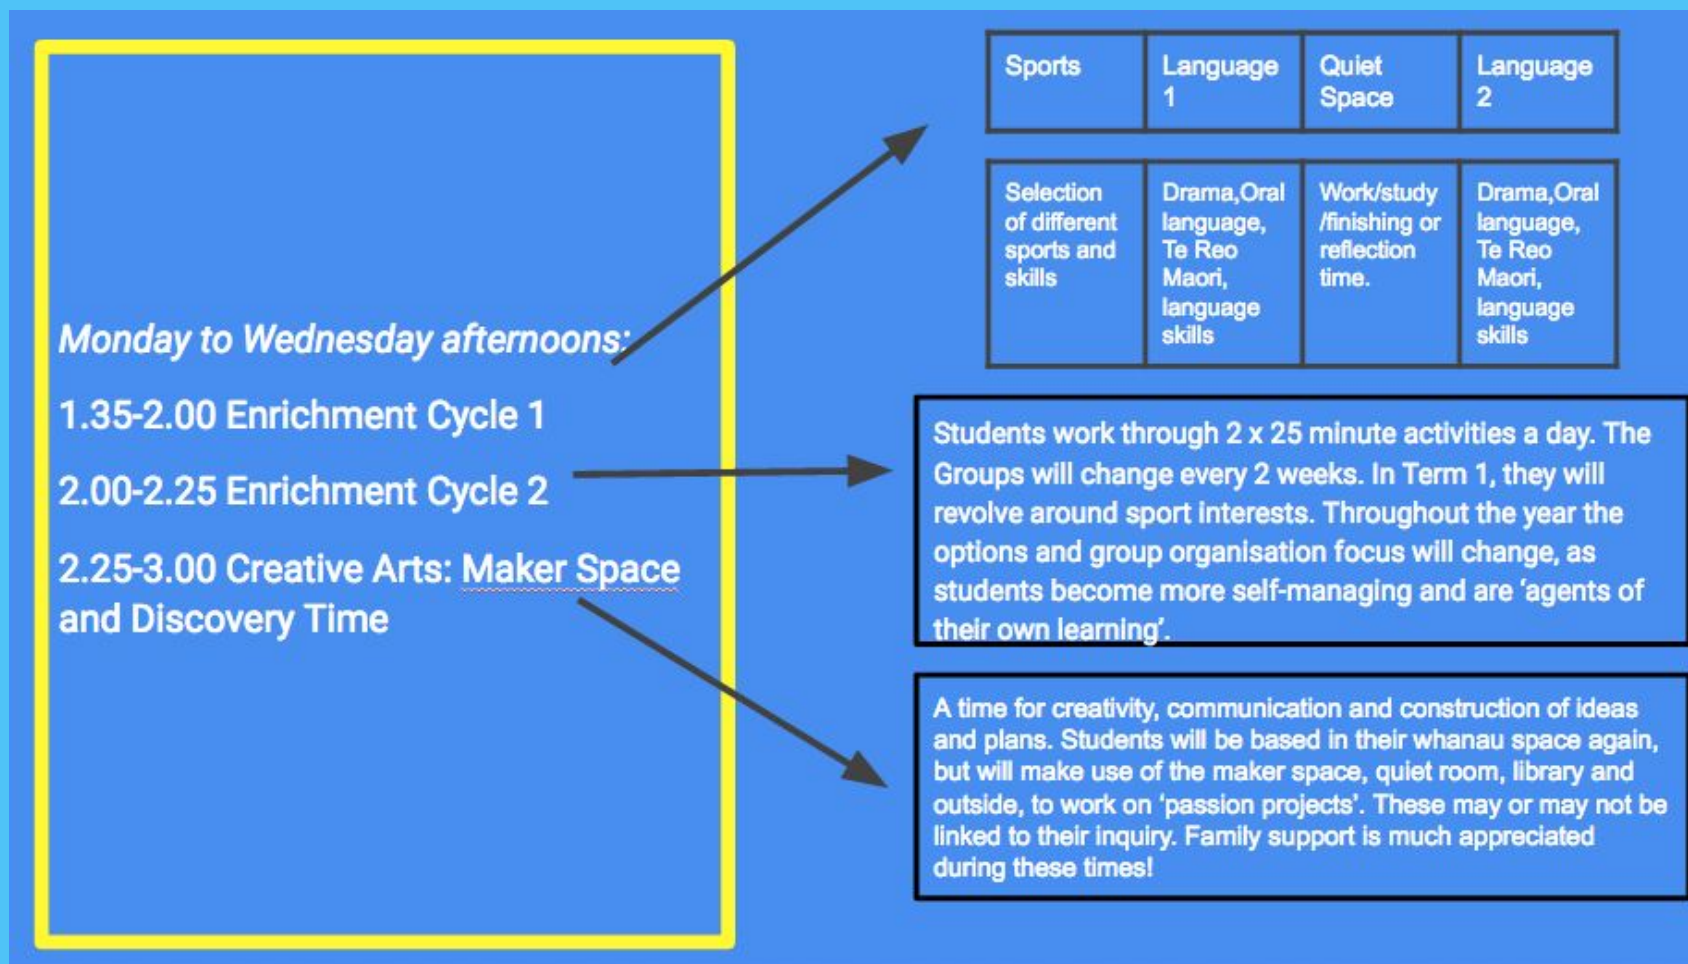 Monday to Wednesday afternoons:
1.35-2.00 Enrichment Cycle 1
2.00-2.25 Enrichment Cycle 2
2.25-3.00 Creative Arts: Maker Space
and Discovery Time
Sports
Language
1
Quiet
Space
Language
2
Selection
of different
sports and
skills
Drama,Oral
language,
Te Reo
Maori,
language
skills
Work/study
/finishing or
reflection
time.
Drama,Oral
language,
Te Reo
Maori,
language
skills
Students work through 2 x 25 minute activities a day. The
Groups will change every 2 weeks. In Term 1, they will
revolve around sport interests. Throughout the year the
options and group organisation focus will change, as
students become more self-managing and are ‘agents of
their own learning’.
A time for creativity, communication and construction of ideas
and plans. Students will be based in their whanau space again,
but will make use of the maker space, quiet room, library and
outside, to work on ‘passion projects’. These may or may not be
linked to their inquiry. Family support is much appreciated
during these times!